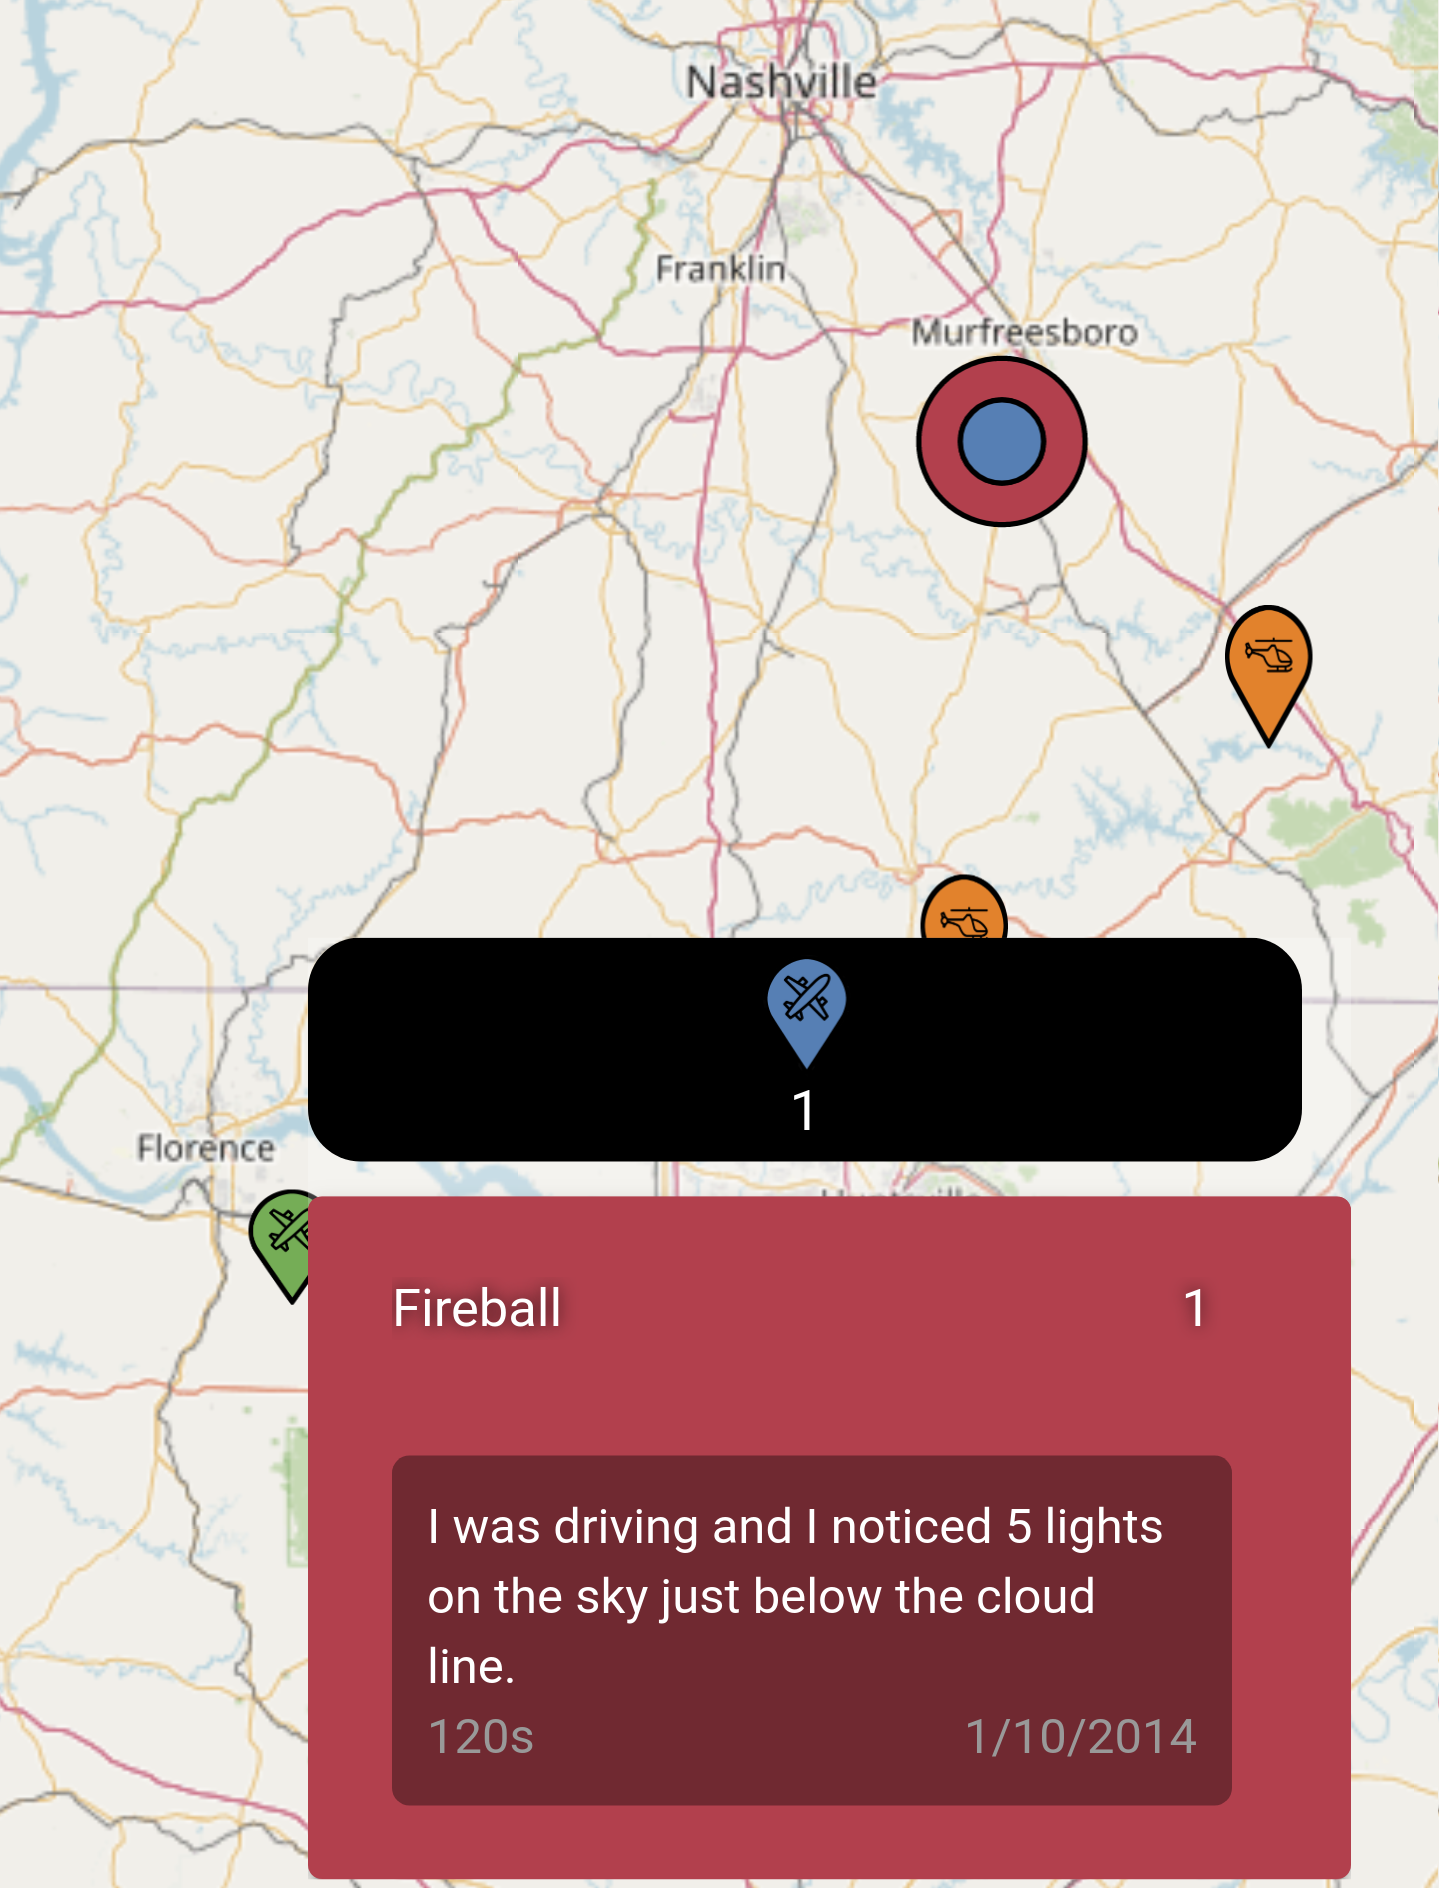 Nashville
Franklin
Murfreesboro
1
Florence
Fireball 1
I was driving and I noticed 5 lights
on the sky just below the cloud
line.
120s 1/10/2014